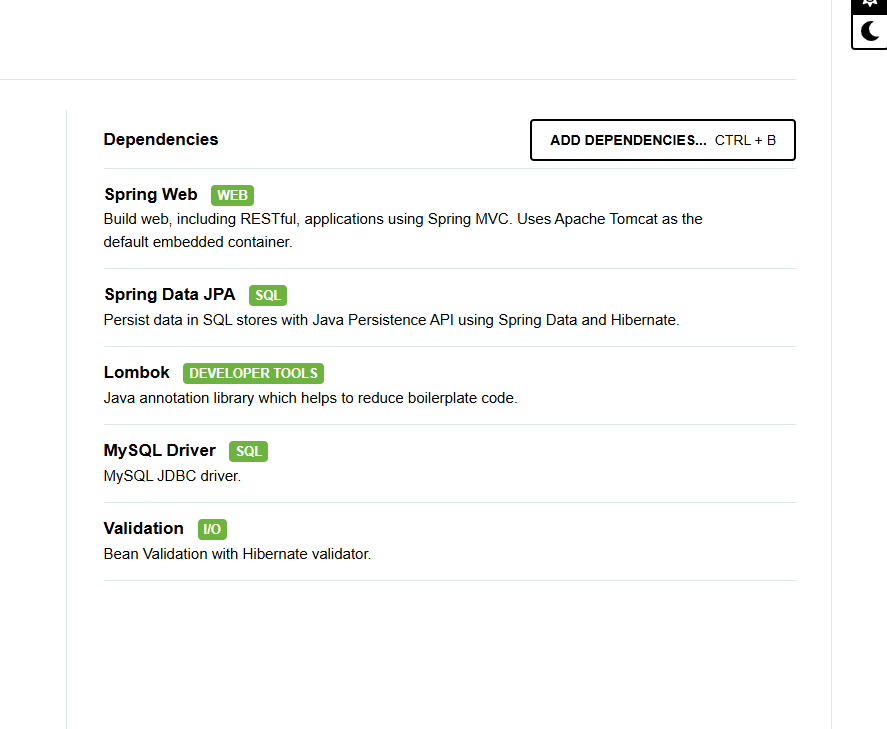 Dependencies
ADD DEPENDENCIES... CTRL + B
Spring Web WEB
Build web, including RESTful, applications using Spring MVC. Uses Apache Tomcat as the
default embedded container.
Spring Data JPA SQL
Persist data in SQL stores with Java Persistence API using Spring Data and Hibernate.
Lombok DEVELOPER TOOLS
Java annotation library which helps to reduce boilerplate code.
MySQL Driver SQL
MySQL JDBC driver.
Validation I/O
Bean Validation with Hibernate validator.